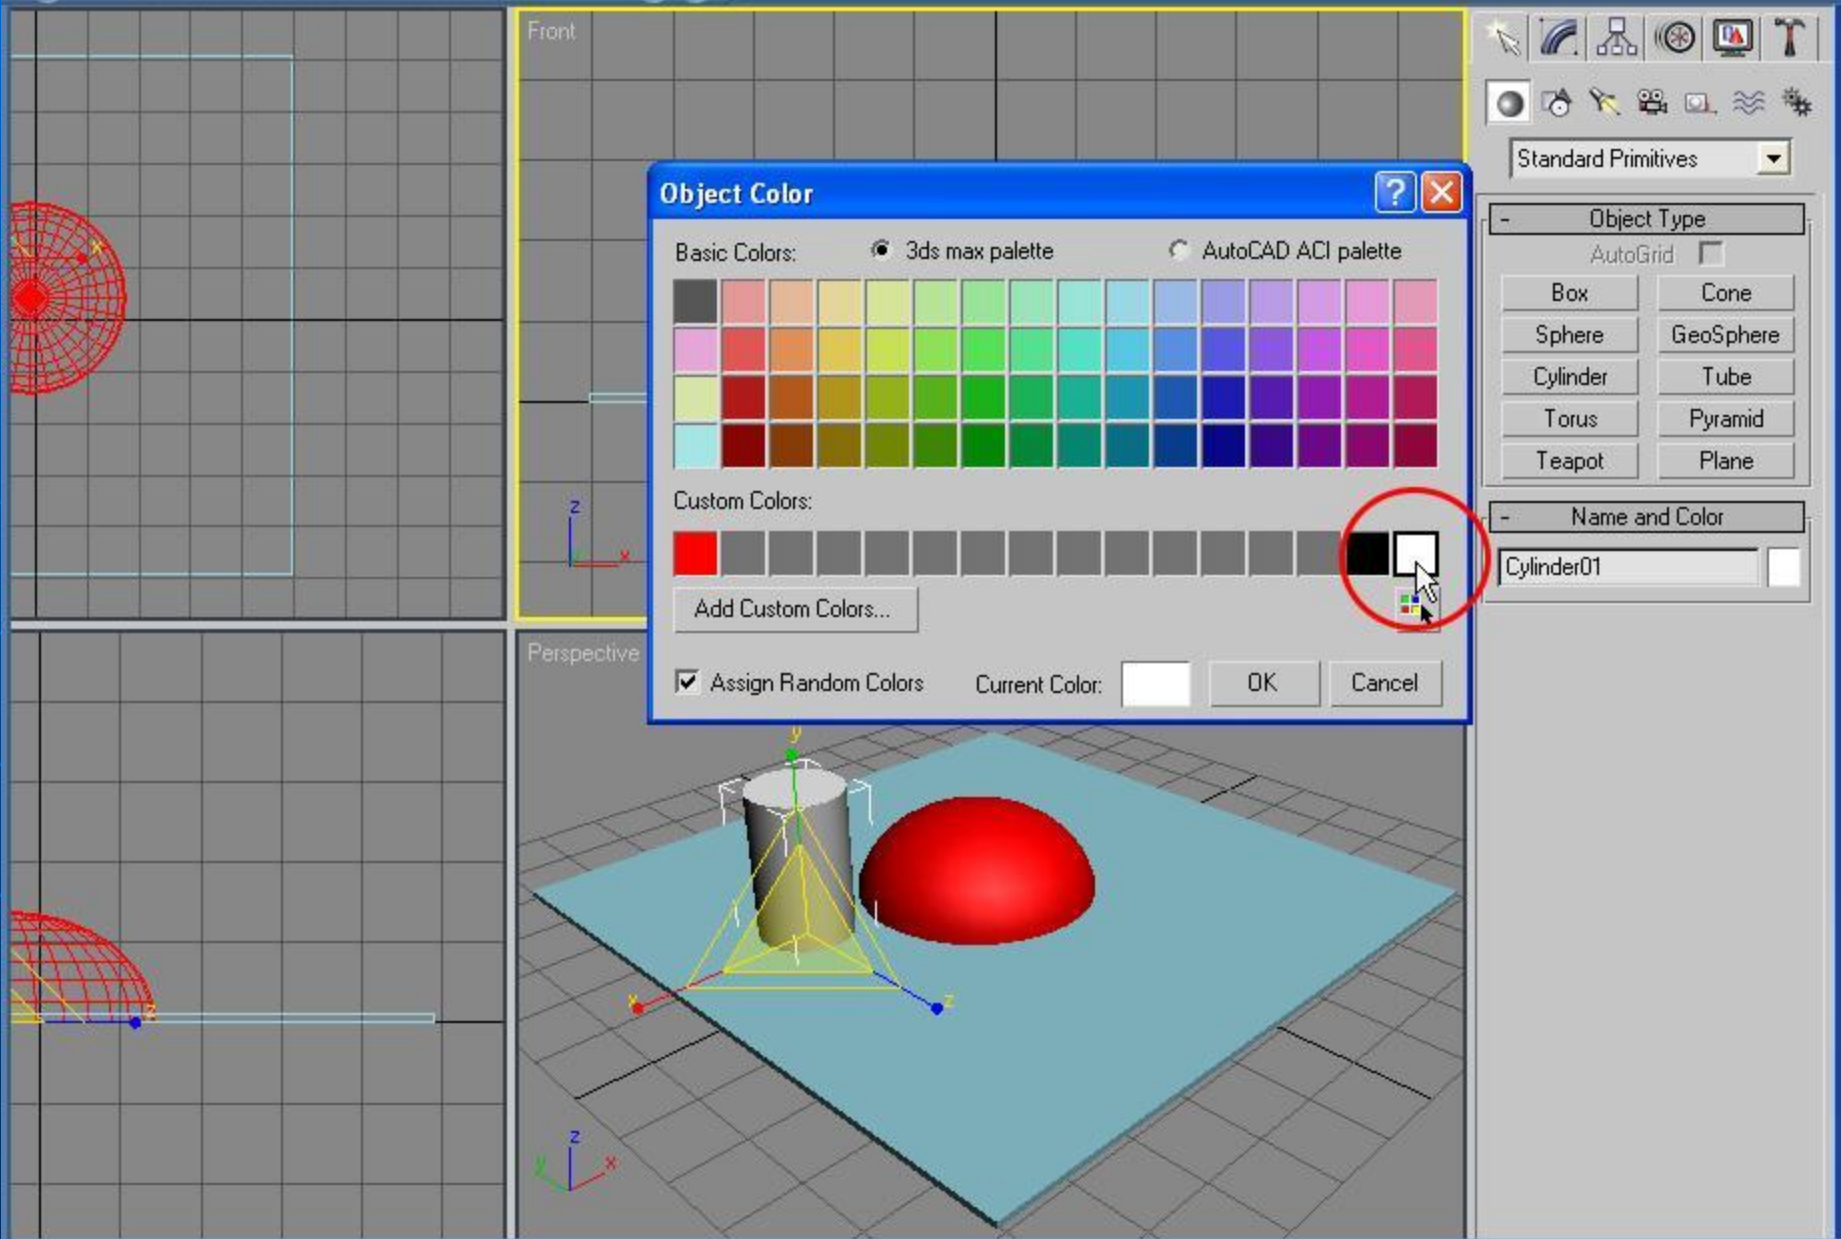 Front
Standard Primitives
Object Color
?
Basic Colors: 3ds max palette AutoCAD ACI palette
- Object Type
AutoGrid
Box Cone
Sphere GeoSphere
Cylinder Tube
Torus Pyramid
Teapot Plane
Custom Colors:
- Name and Color
Cylinder01
Add Custom Colors...
Assign Random Colors Current Color: OK Cancel
x
z
x
Perspective
y
x z
z
z
y x